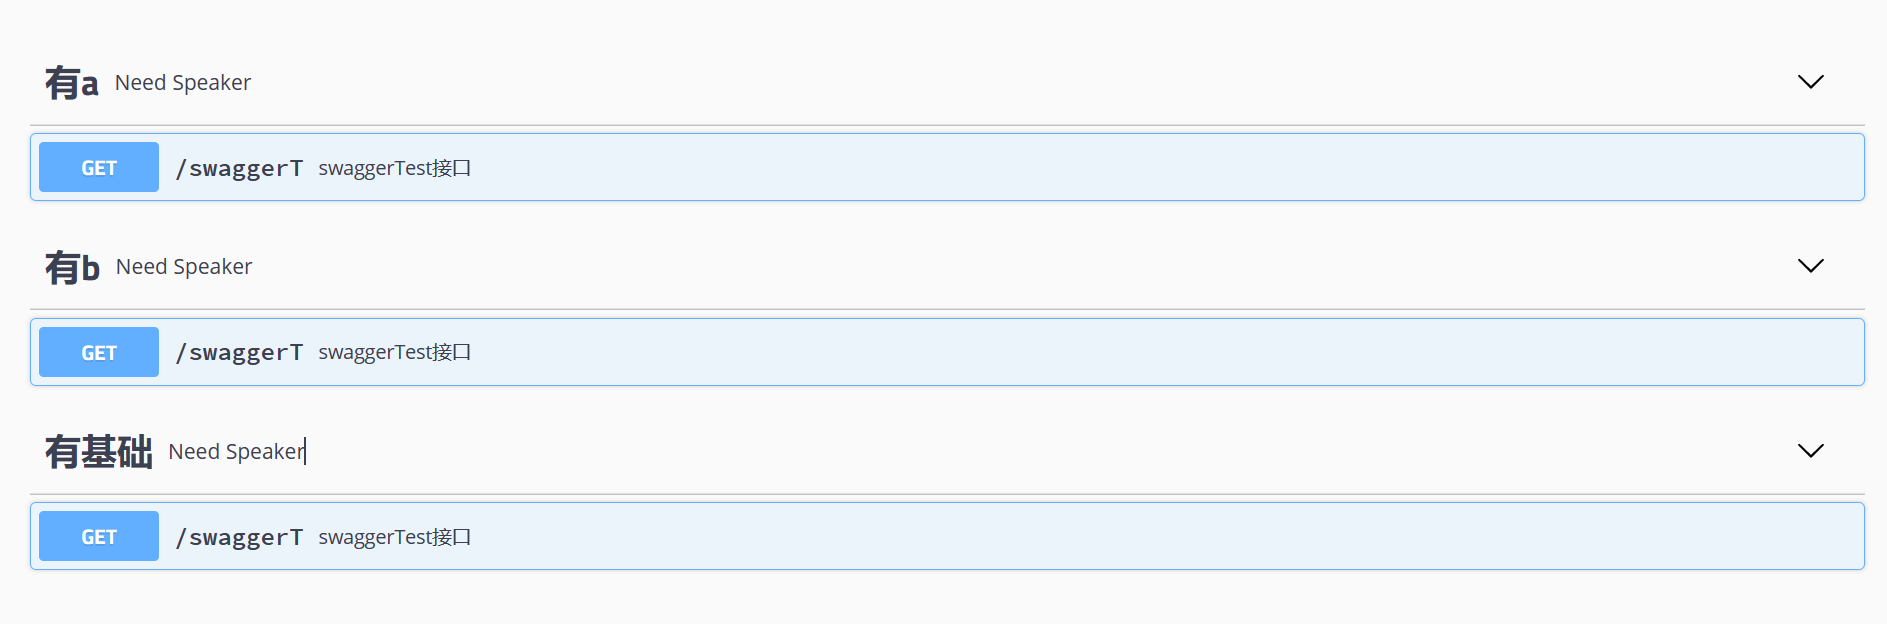 有a Need Speaker
GET /swaggerT swaggerTest接口
有b Need Speaker
GET /swaggerT swaggerTest接口
有基础 Need Speaker
GET /swaggerT swaggerTest接口